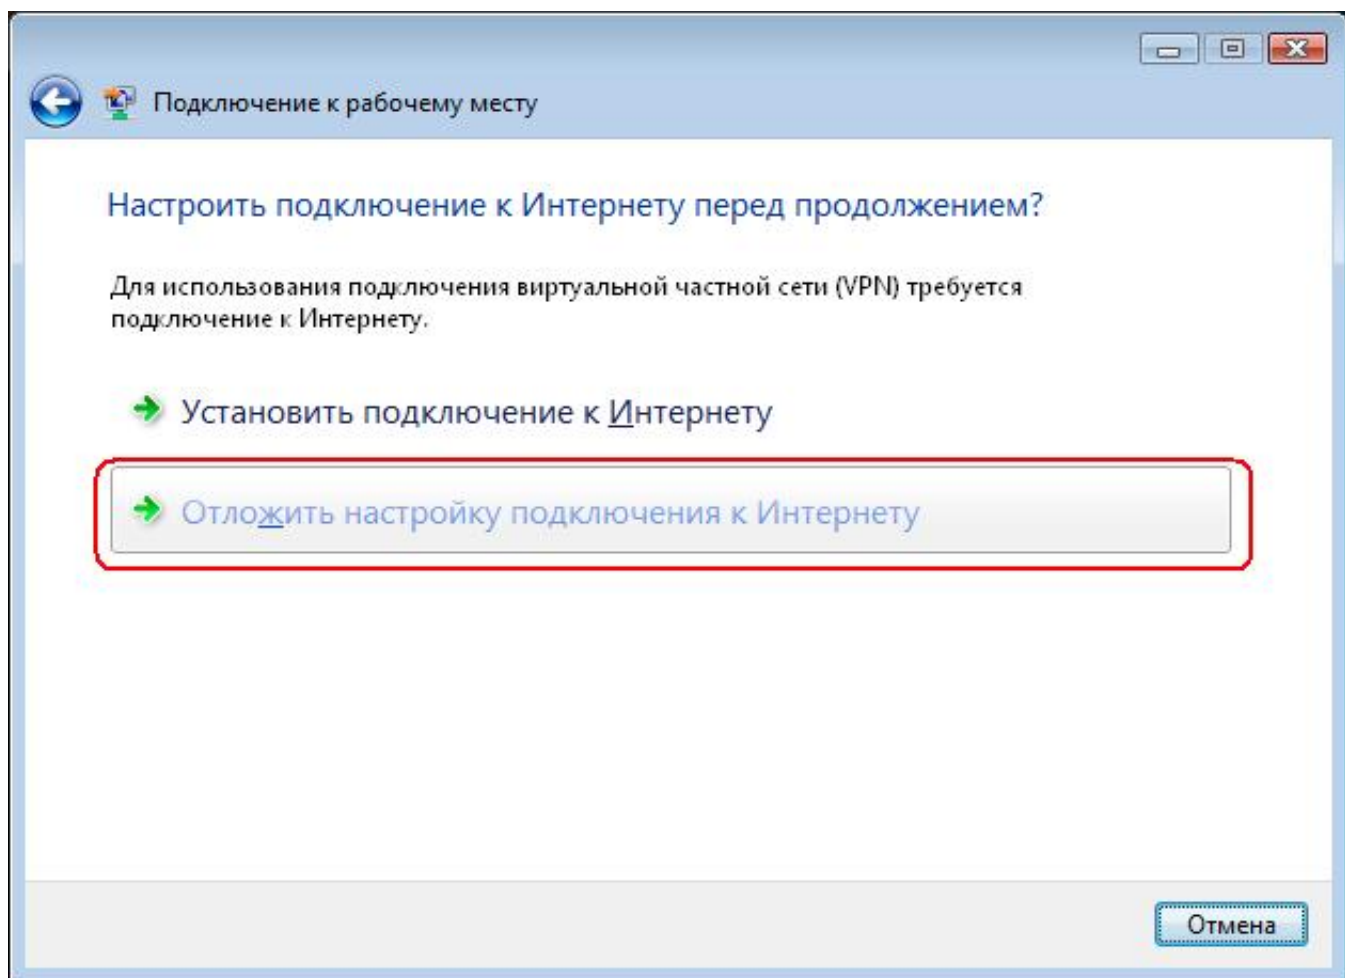 Подключение к рабочему месту
Настроить подключение к Интернету перед продолжением?
Для использования подключения виртуальной частной сети (VPN) требуется
подключение к Интернету.
Установить подключение к Интернету
Отложить настройку подключения к Интернету
Отмена